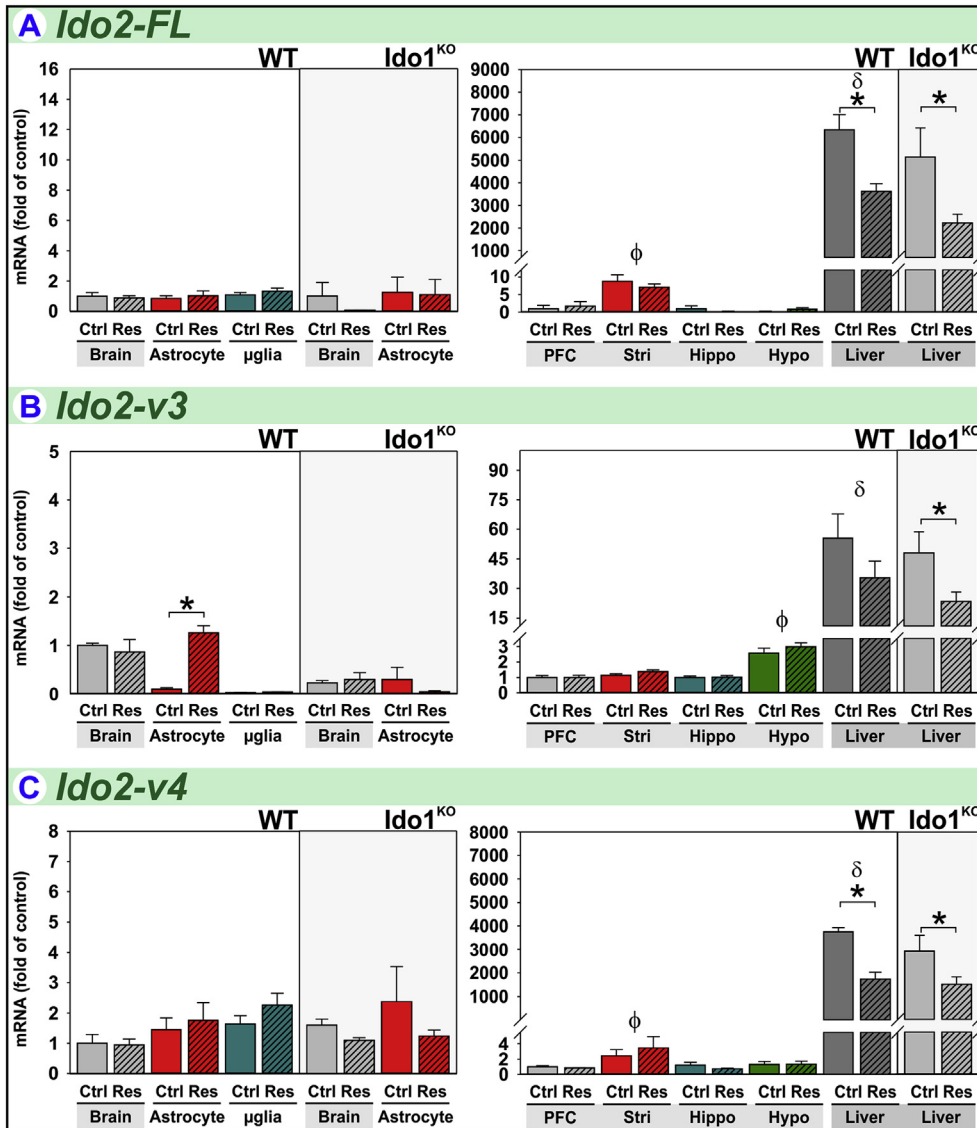 A Ido2-FL
WT Ido1KO WT Ido1KO
mRNA (fold of control)
16
14
12
10
8
6
4
2
0
9000
8000
7000
6000
5000
4000
3000
2000
1000
10
5
0
δ
* *
ϕ
Ctrl Res Ctrl Res Ctrl Res Ctrl Res Ctrl Res Ctrl Res Ctrl Res Ctrl Res Ctrl Res Ctrl Res Ctrl Res
Brain Astrocyte μglia Brain Astrocyte PFC Stri Hippo Hypo Liver Liver
B Ido2-v3
WT Ido1KO WT Ido1KO
mRNA (fold of control)
5
4
3
2
1
0
90
75
60
45
30
15
3
2
1
0
*
δ
*
ϕ
Ctrl Res Ctrl Res Ctrl Res Ctrl Res Ctrl Res Ctrl Res Ctrl Res Ctrl Res Ctrl Res Ctrl Res Ctrl Res
Brain Astrocyte μglia Brain Astrocyte PFC Stri Hippo Hypo Liver Liver
C Ido2-v4
WT Ido1KO WT Ido1KO
mRNA (fold of control)
8
7
6
5
4
3
2
1
0
8000
7000
6000
5000
4000
3000
2000
1000
4
2
0
δ
* *
ϕ
Ctrl Res Ctrl Res Ctrl Res Ctrl Res Ctrl Res Ctrl Res Ctrl Res Ctrl Res Ctrl Res Ctrl Res Ctrl Res
Brain Astrocyte μglia Brain Astrocyte PFC Stri Hippo Hypo Liver Liver